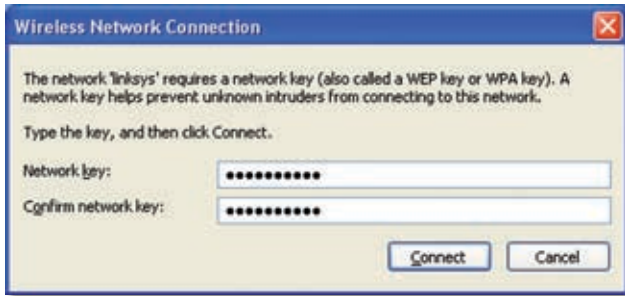 Wireless Network Connection
The network 'linksys' requires a network key (also called a WEP key or WPA key). A
network key helps prevent unknown intruders from connecting to this network.
Type the key, and then click Connect.
Network key: ●●●●●●●●●●
Confirm network key: ●●●●●●●●●●
Connect Cancel